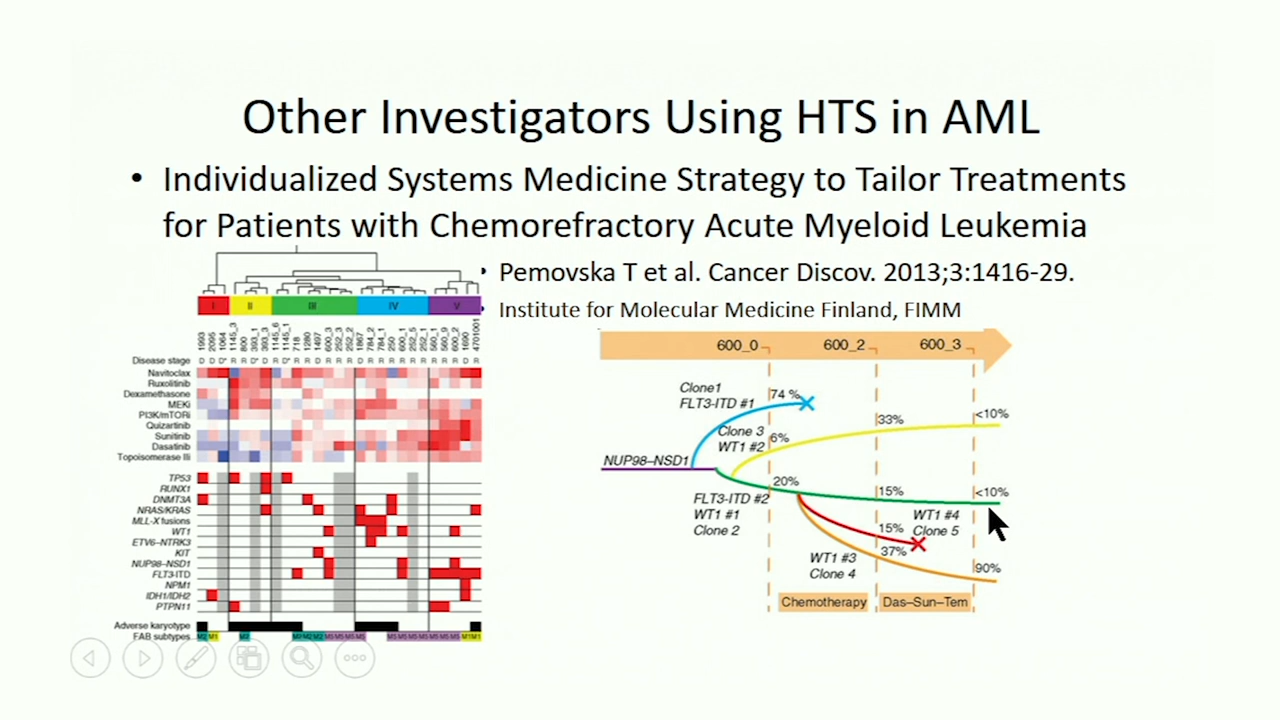 Other Investigators Using HTS in AML
• Individualized Systems Medicine Strategy to Tailor Treatments
for Patients with Chemorefractory Acute Myeloid Leukemia
• Pemovska T et al. Cancer Discov. 2013;3:1416-29.
• Institute for Molecular Medicine Finland, FIMM
I II III IV V
Disease stage
Navitoclax
Ruxolitinib
Dexamethasone
MEKi
PI3K/mTORi
Quizartinib
Sunitinib
Dasatinib
Topoisomerase IIi
TP53
RUNX1
DNMT3A
NRAS/KRAS
MLL-X fusions
WT1
ETV6–NTRK3
KIT
NUP98–NSD1
FLT3-ITD
NPM1
IDH1/IDH2
PTPN11
Adverse karyotype
FAB subtypes
600_0 600_2 600_3
Clone1
FLT3-ITD #1
74 %
Clone 3
WT1 #2
6%
33%
<10%
NUP98–NSD1
20%
15%
<10%
FLT3-ITD #2
WT1 #1
Clone 2
WT1 #4
Clone 5
15%
WT1 #3
Clone 4
37%
90%
Chemotherapy
Das–Sun–Tem